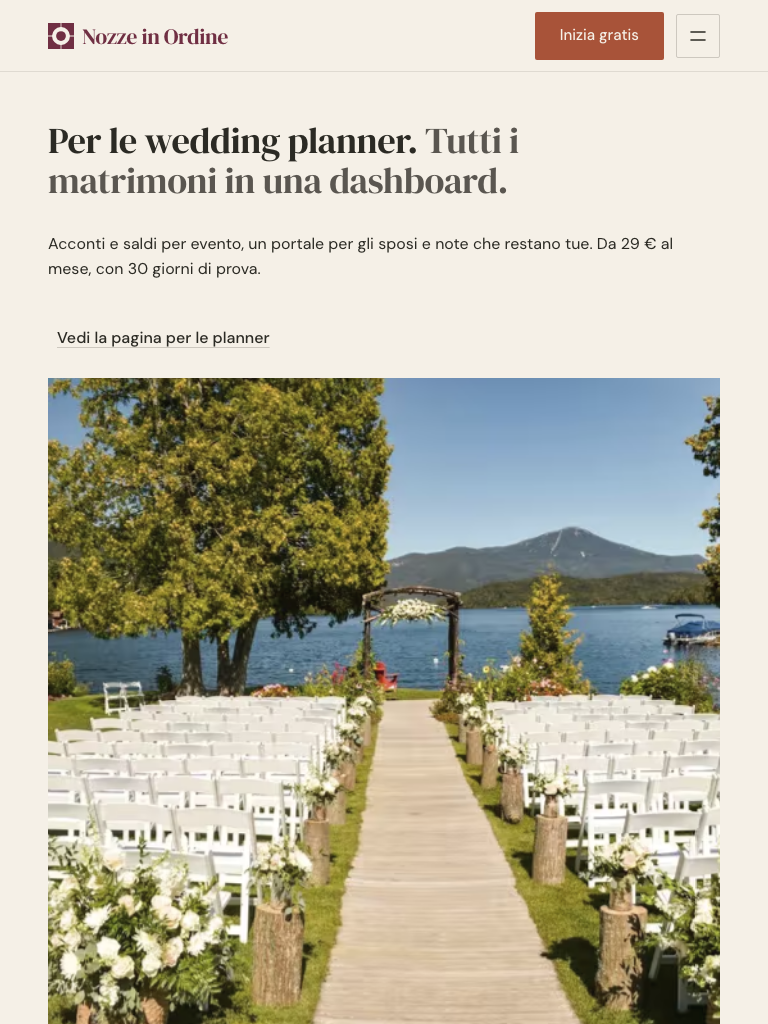 Nozze in Ordine
Inizia gratis
Per le wedding planner. Tutti i
matrimoni in una dashboard.
Acconti e saldi per evento, un portale per gli sposi e note che restano tue. Da 29 € al
mese, con 30 giorni di prova.
Vedi la pagina per le planner